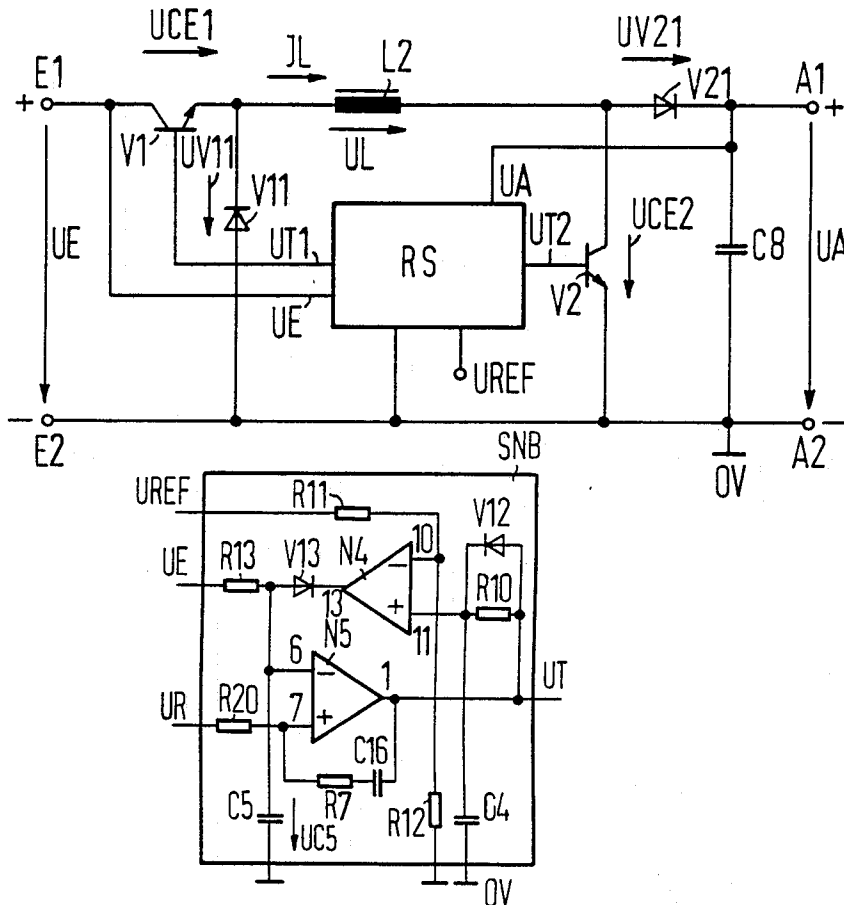 UCE1
JL
L2
UV21
E1
V21
A1
+
+
V1
UV11
UL
V11
UA
UCE2
UE
UT1
RS
UT2
C8
UA
UE
V2
UREF
−
−
E2
SNB
0V
A2
UREF
R11
V12
UE
R13
V13
N4
10
−
R10
13
+
11
N5
6
−
1
UT
UR
R20
7
+
C16
R7
C5
UC5
R12
C4
0V